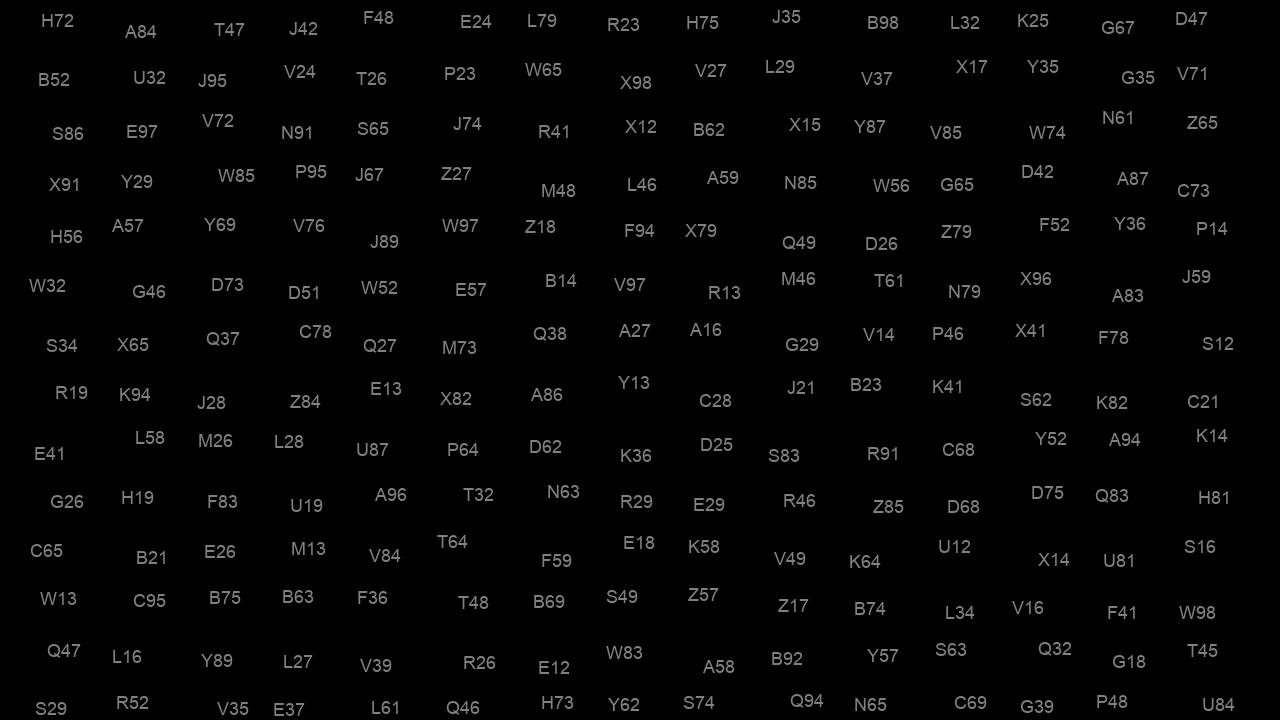 H72 A84 T47 J42 F48 E24 L79 R23 H75 J35 B98 L32 K25 G67 D47
B52 U32 J95 V24 T26 P23 W65 X98 V27 L29 V37 X17 Y35 G35 V71
S86 E97 V72 N91 S65 J74 R41 X12 B62 X15 Y87 V85 W74 N61 Z65
X91 Y29 W85 P95 J67 Z27 M48 L46 A59 N85 W56 G65 D42 A87 C73
H56 A57 Y69 V76 J89 W97 Z18 F94 X79 Q49 D26 Z79 F52 Y36 P14
W32 G46 D73 D51 W52 E57 B14 V97 R13 M46 T61 N79 X96 A83 J59
S34 X65 Q37 C78 Q27 M73 Q38 A27 A16 G29 V14 P46 X41 F78 S12
R19 K94 J28 Z84 E13 X82 A86 Y13 C28 J21 B23 K41 S62 K82 C21
E41 L58 M26 L28 U87 P64 D62 K36 D25 S83 R91 C68 Y52 A94 K14
G26 H19 F83 U19 A96 T32 N63 R29 E29 R46 Z85 D68 D75 Q83 H81
C65 B21 E26 M13 V84 T64 F59 E18 K58 V49 K64 U12 X14 U81 S16
W13 C95 B75 B63 F36 T48 B69 S49 Z57 Z17 B74 L34 V16 F41 W98
Q47 L16 Y89 L27 V39 R26 E12 W83 A58 B92 Y57 S63 Q32 G18 T45
S29 R52 V35 E37 L61 Q46 H73 Y62 S74 Q94 N65 C69 G39 P48 U84